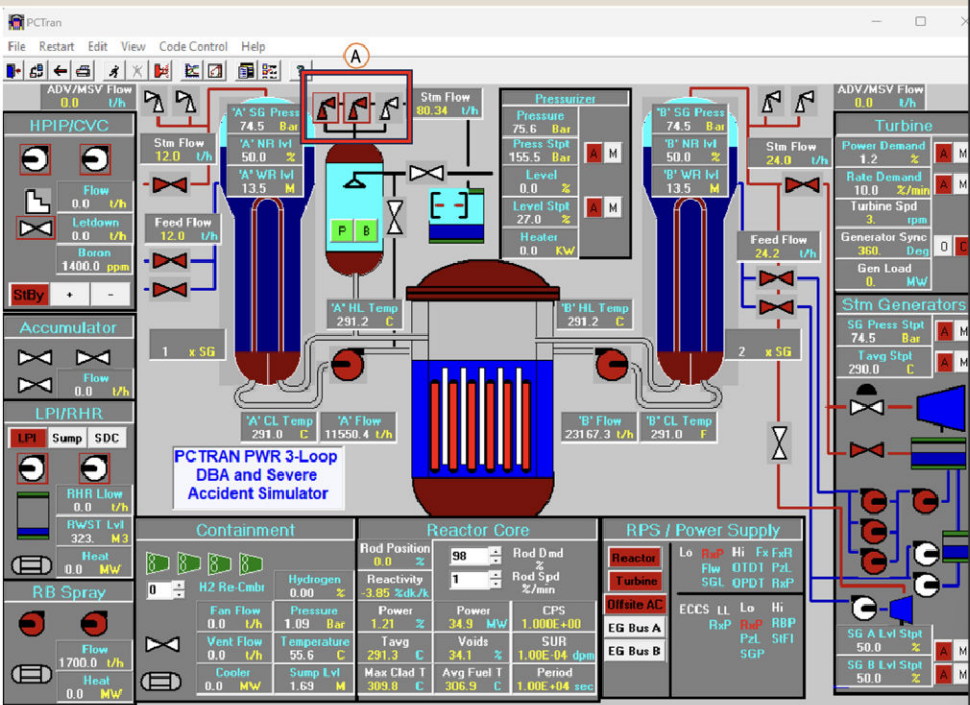 PCTran
File Restart Edit View Code Control Help
A
ADV/MSV Flow
0.0 t/h
HPIP/CVC
Flow
0.0 t/h
Letdown
0.0 t/h
Boron
1400.0 ppm
StBy + -
Accumulator
Flow
0.0 t/h
LPI/RHR
LPI Sump SDC
RHR Llow
0.0 t/h
RWST Lvl
323. M3
Heat
0.0 MW
RB Spray
Flow
1700.0 t/h
Heat
0.0 MW
Stm Flow
12.0 t/h
Feed Flow
12.0 t/h
1 x SG
'A' SG Press
74.5 Bar
'A' NR lvl
50.0 %
'A' WR lvl
13.5 M
P B
Stm Flow
80.34 t/h
Pressurizer
Pressure
75.6 Bar
Press Stpt
155.5 Bar A M
Level
0.0 %
Level Stpt
27.0 % A M
Heater
0.0 KW
'B' SG Press
74.5 Bar
'B' NR lvl
50.0 %
'B' WR lvl
13.5 M
Stm Flow
24.0 t/h
Feed Flow
24.2 t/h
2 x SG
"A" HL Temp
291.2 C
"B" HL Temp
291.2 C
'A' CL Temp
291.0 C
'A' Flow
11550.4 t/h
'B' Flow
23167.3 t/h
'B' CL Temp
291.0 F
PCTRAN PWR 3-Loop
DBA and Severe
Accident Simulator
ADV/MSV Flow
0.0 t/h
Turbine
Power Demand
1.2 % A M
Rate Demand
10.0 %/min A M
Turbine Spd
3. rpm
Generator Sync
360. Deg O C
Gen Load
0. MW
Stm Generators
SG Press Stpt
74.5 Bar A M
Tavg Stpt
290.0 C A M
SG A Lvl Stpt
50.0 % A M
SG B Lvl Stpt
50.0 % A M
Containment
0 H2 Re-Cmbr
Hydrogen
0.00 %
Fan Flow
0.0 t/h
Pressure
1.09 Bar
Vent Flow
0.0 t/h
Temperature
55.6 C
Cooler
0.0 MW
Sump Lvl
1.69 M
Reactor Core
Rod Position
0.0 %
98 Rod Dmd
%
Reactivity
-3.85 %dk/k
1 Rod Spd
%/min
Power
1.21 %
Power
34.9 MW
CPS
1.000E+00
Tavg
291.3 C
Voids
34.1 %
SUR
1.00E-04 dpm
Max Clad T
309.8 C
Avg Fuel T
306.9 C
Period
1.00E+04 sec
RPS / Power Supply
Reactor
Turbine
Offsite AC
EG Bus A
EG Bus B
Lo RxP Hi Fx FxR
Flw OTDT PzL
SGL OPDT RxP
ECCS LL Lo Hi
RxP RxP RBP
PzL StFl
SGP